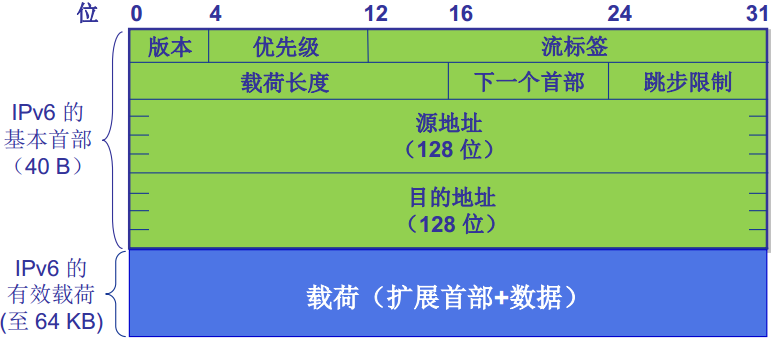 位 0 4 12 16 24 31
版本 优先级 流标签
载荷长度 下一个首部 跳步限制
IPv6 的
基本首部
（40 B）
源地址
（128 位）
目的地址
（128 位）
IPv6 的
有效载荷
(至 64 KB)
载荷（扩展首部+数据）